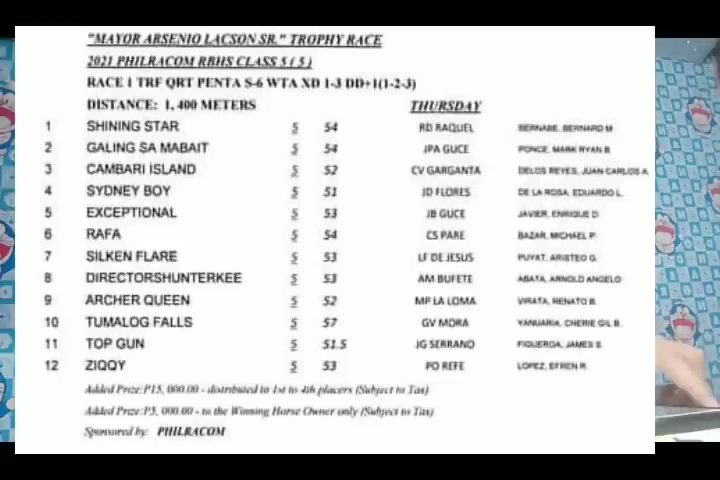 "MAYOR ARSENIO LACSON SR." TROPHY RACE
2021 PHILRACOM RBHS CLASS 5 ( 5 )
RACE 1 TRF QRT PENTA S-6 WTA XD 1-3 DD+1(1-2-3)
DISTANCE: 1, 400 METERS THURSDAY
1 SHINING STAR 5 54 RD RAQUEL BERNABE, BERNARD M
2 GALING SA MABAIT 5 54 JPA GUCE PONCE, MARK RYAN B.
3 CAMBARI ISLAND 5 52 CV GARGANTA DELOS REYES, JUAN CARLOS A
4 SYDNEY BOY 5 51 JD FLORES DE LA ROSA, EDUARDO L.
5 EXCEPTIONAL 5 53 JB GUCE JAVIER, ENRIQUE D
6 RAFA 5 54 CS PARE BAZAR, MICHAEL P.
7 SILKEN FLARE 5 53 LF DE JESUS PUYAT, ARISTEO G.
8 DIRECTORSHUNTERKEE 5 53 AM BUFETE ABATA, ARNOLD ANGELO
9 ARCHER QUEEN 5 52 MP LA LOMA VIRATA, RENATO B.
10 TUMALOG FALLS 5 57 GV MORA YANUARIA, CHERIE GIL B.
11 TOP GUN 5 51.5 JG SERRANO FIGUEROA, JAMES S.
12 ZIQQY 5 53 PO REFE LOPEZ, EFREN R.
Added Prize:P15, 000.00 - distributed to 1st to 4th placers (Subject to Tax)
Added Prize:P5, 000.00 - to the Winning Horse Owner only (Subject to Tax)
Sponsored by: PHILRACOM